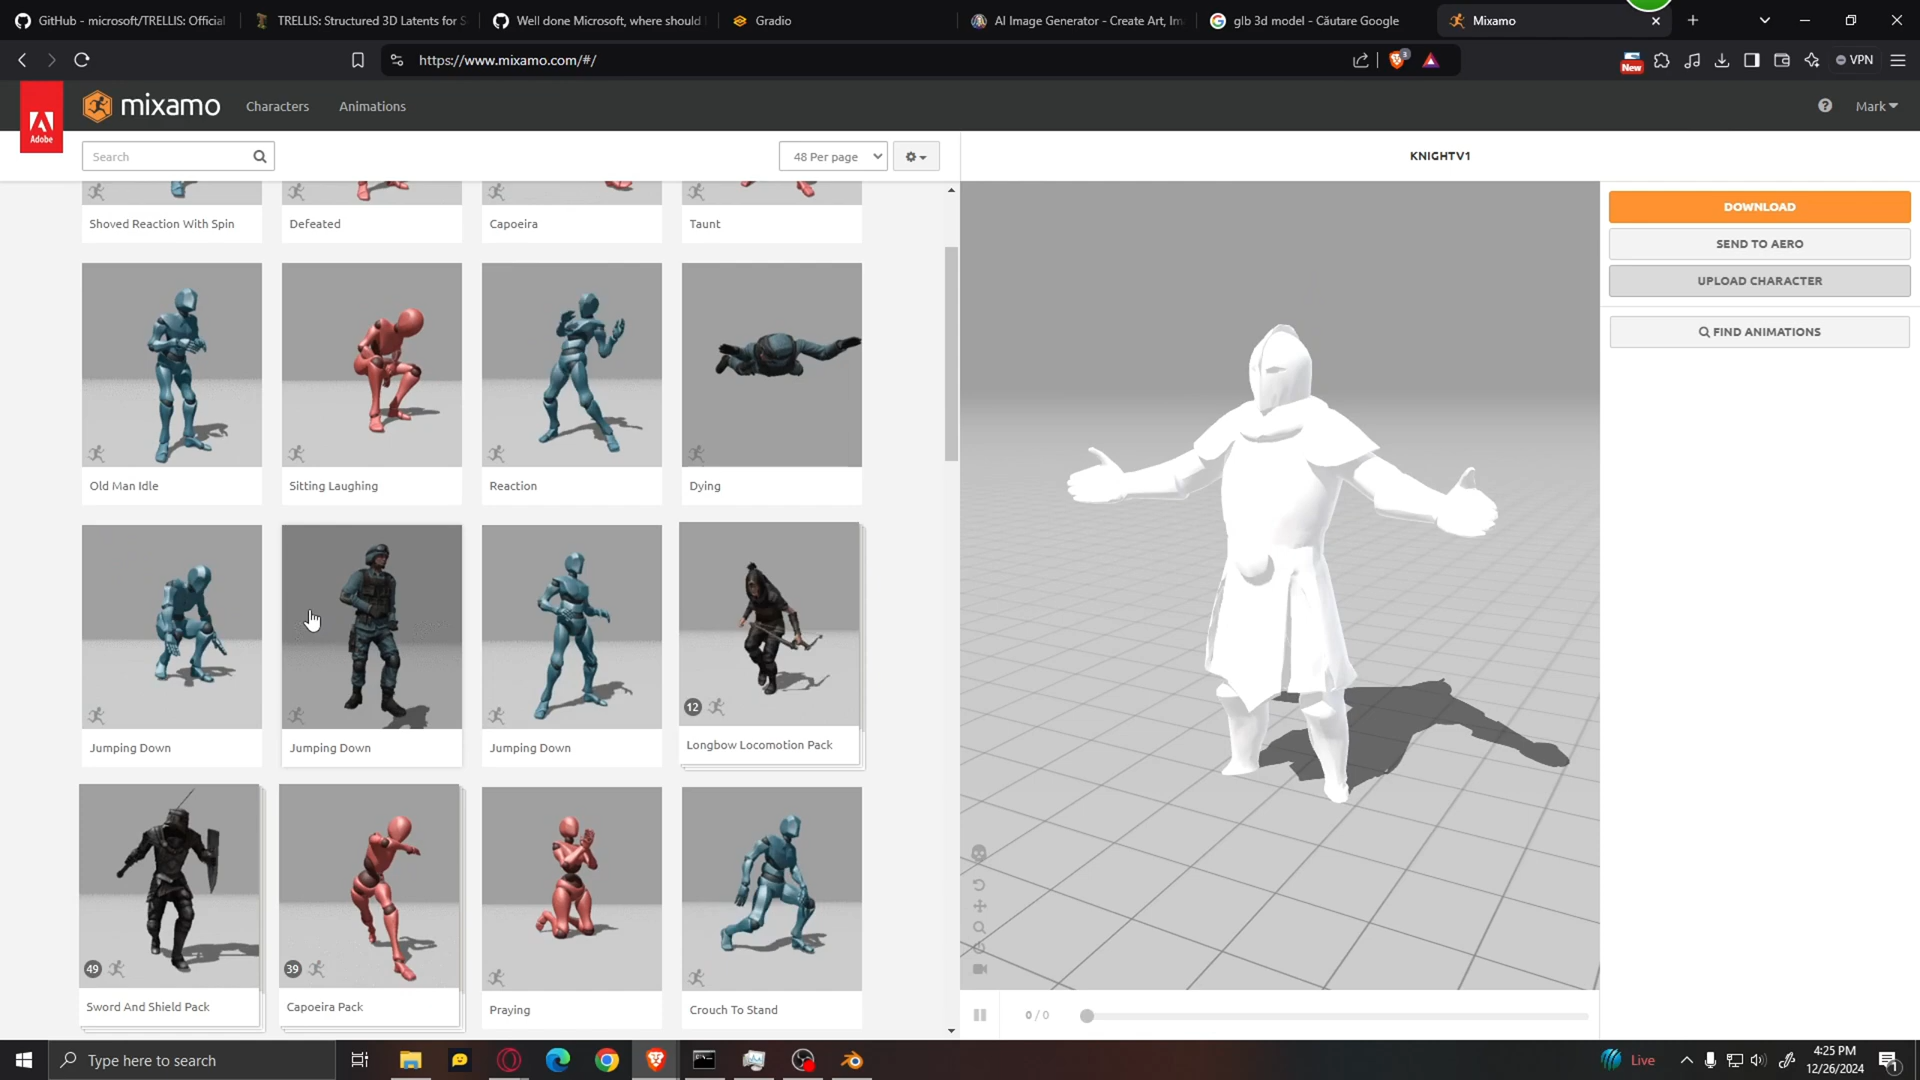 GitHub - microsoft/TRELLIS: Official
TRELLIS: Structured 3D Latents for S
Well done Microsoft, where should
Gradio
AI Image Generator - Create Art, Im
glb 3d model - Căutare Google
Mixamo
https://www.mixamo.com/#/
3
New
VPN
Adobe
mixamo
Characters
Animations
Mark
Search
48 Per page
KNIGHTV1
Shoved Reaction With Spin
Defeated
Capoeira
Taunt
DOWNLOAD
SEND TO AERO
UPLOAD CHARACTER
FIND ANIMATIONS
Old Man Idle
Sitting Laughing
Reaction
Dying
12
Jumping Down
Jumping Down
Jumping Down
Longbow Locomotion Pack
49
39
Sword And Shield Pack
Capoeira Pack
Praying
Crouch To Stand
0 / 0
Type here to search
Live
4:25 PM
12/26/2024
1